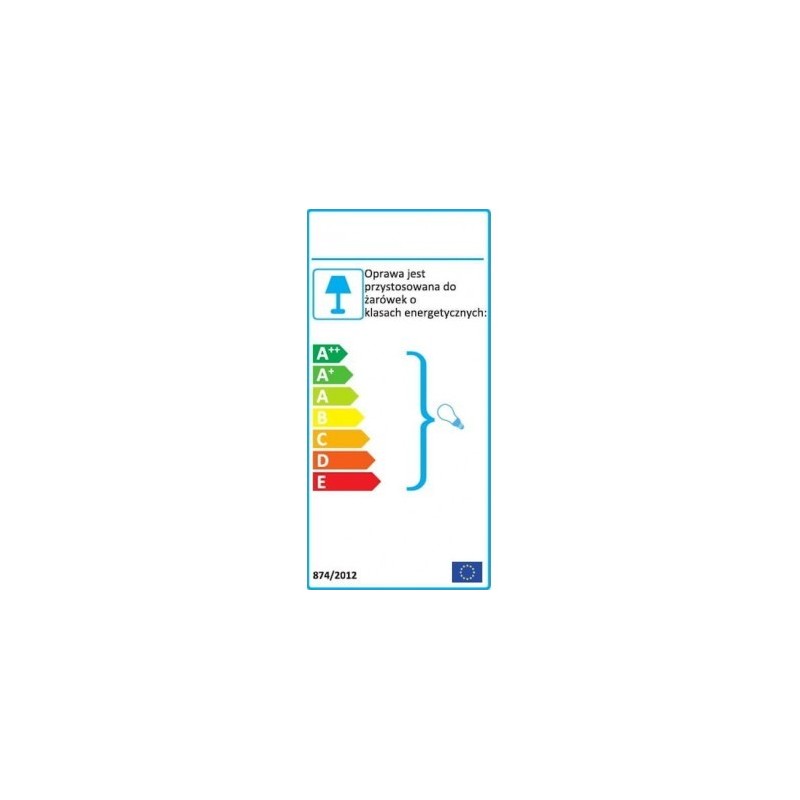 Oprawa jest
przystosowana do
żarówek o
klasach energetycznych:
A++
A+
A
B
C
D
E
874/2012